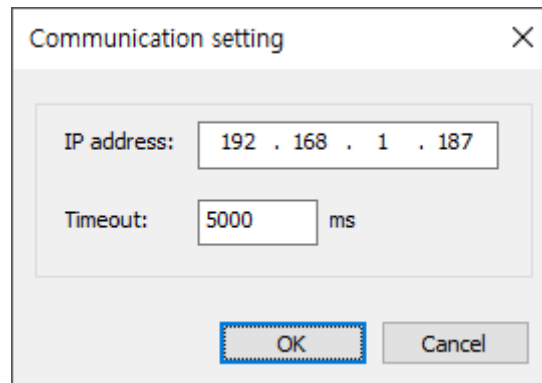 Communication setting
IP address: 192 . 168 . 1 . 187
Timeout: 5000 ms
OK Cancel